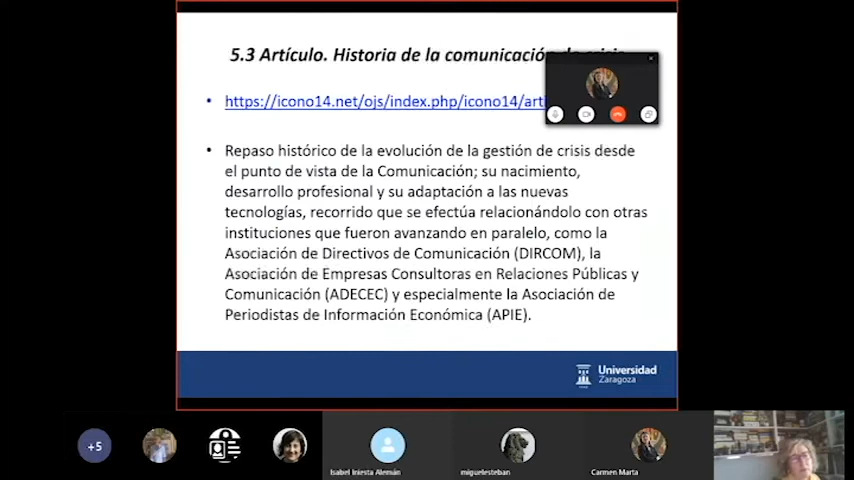 5.3 Artículo. Historia de la comunicación de crisis
https://icono14.net/ojs/index.php/icono14/arti
Repaso histórico de la evolución de la gestión de crisis desde
el punto de vista de la Comunicación; su nacimiento,
desarrollo profesional y su adaptación a las nuevas
tecnologías, recorrido que se efectúa relacionándolo con otras
instituciones que fueron avanzando en paralelo, como la
Asociación de Directivos de Comunicación (DIRCOM), la
Asociación de Empresas Consultoras en Relaciones Públicas y
Comunicación (ADECEC) y especialmente la Asociación de
Periodistas de Información Económica (APIE).
Universidad
Zaragoza
+5
Isabel Iniesta Alemán
miguelesteban
Carmen Marta